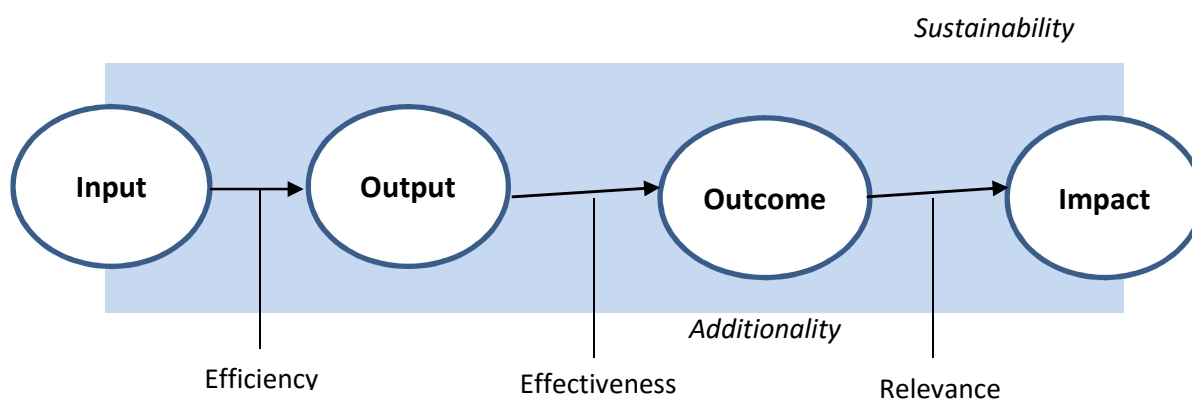 Sustainability
Input
Output
Outcome
Impact
Additionality
Efficiency
Effectiveness
Relevance